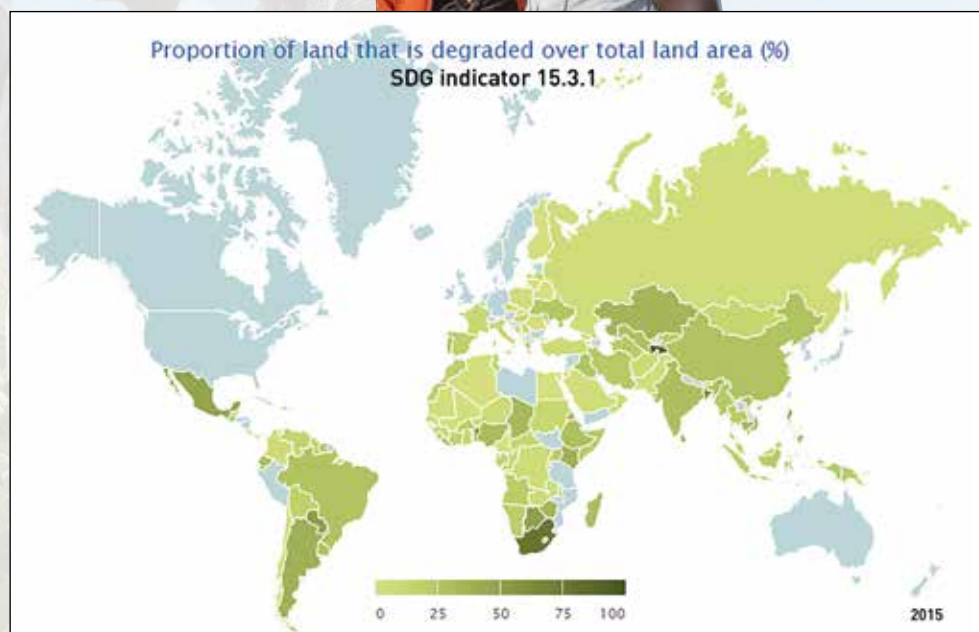 Proportion of land that is degraded over total land area (%)
SDG indicator 15.3.1
0 25 50 75 100
2015